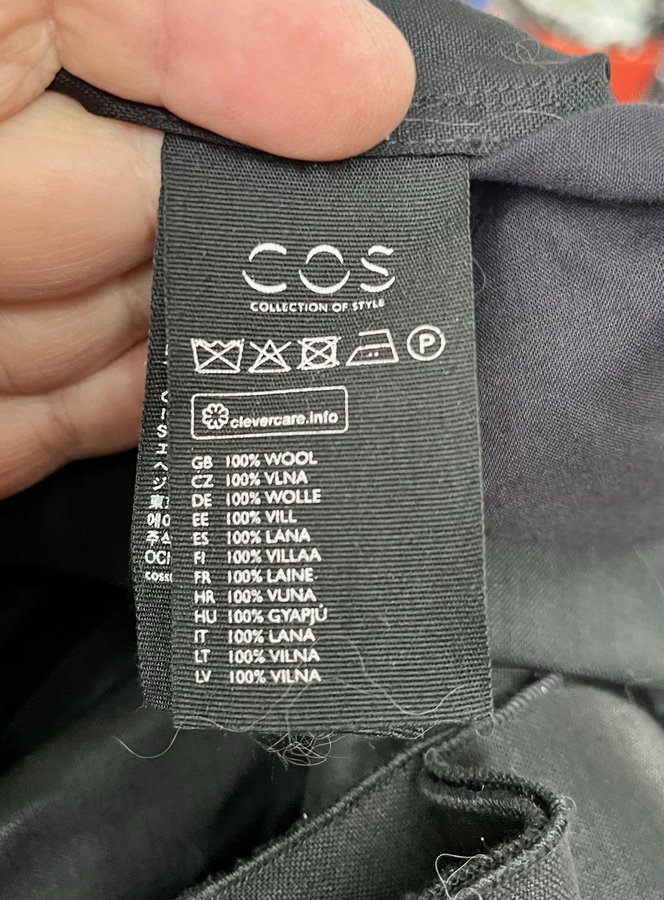 COS
COLLECTION OF STYLE
P
clevercare.info
GB 100% WOOL
CZ 100% VLNA
DE 100% WOLLE
EE 100% VILL
ES 100% LANA
FI 100% VILLAA
FR 100% LAINE
HR 100% VUNA
HU 100% GYAPJÚ
IT 100% LANA
LT 100% VILNA
LV 100% VILNA